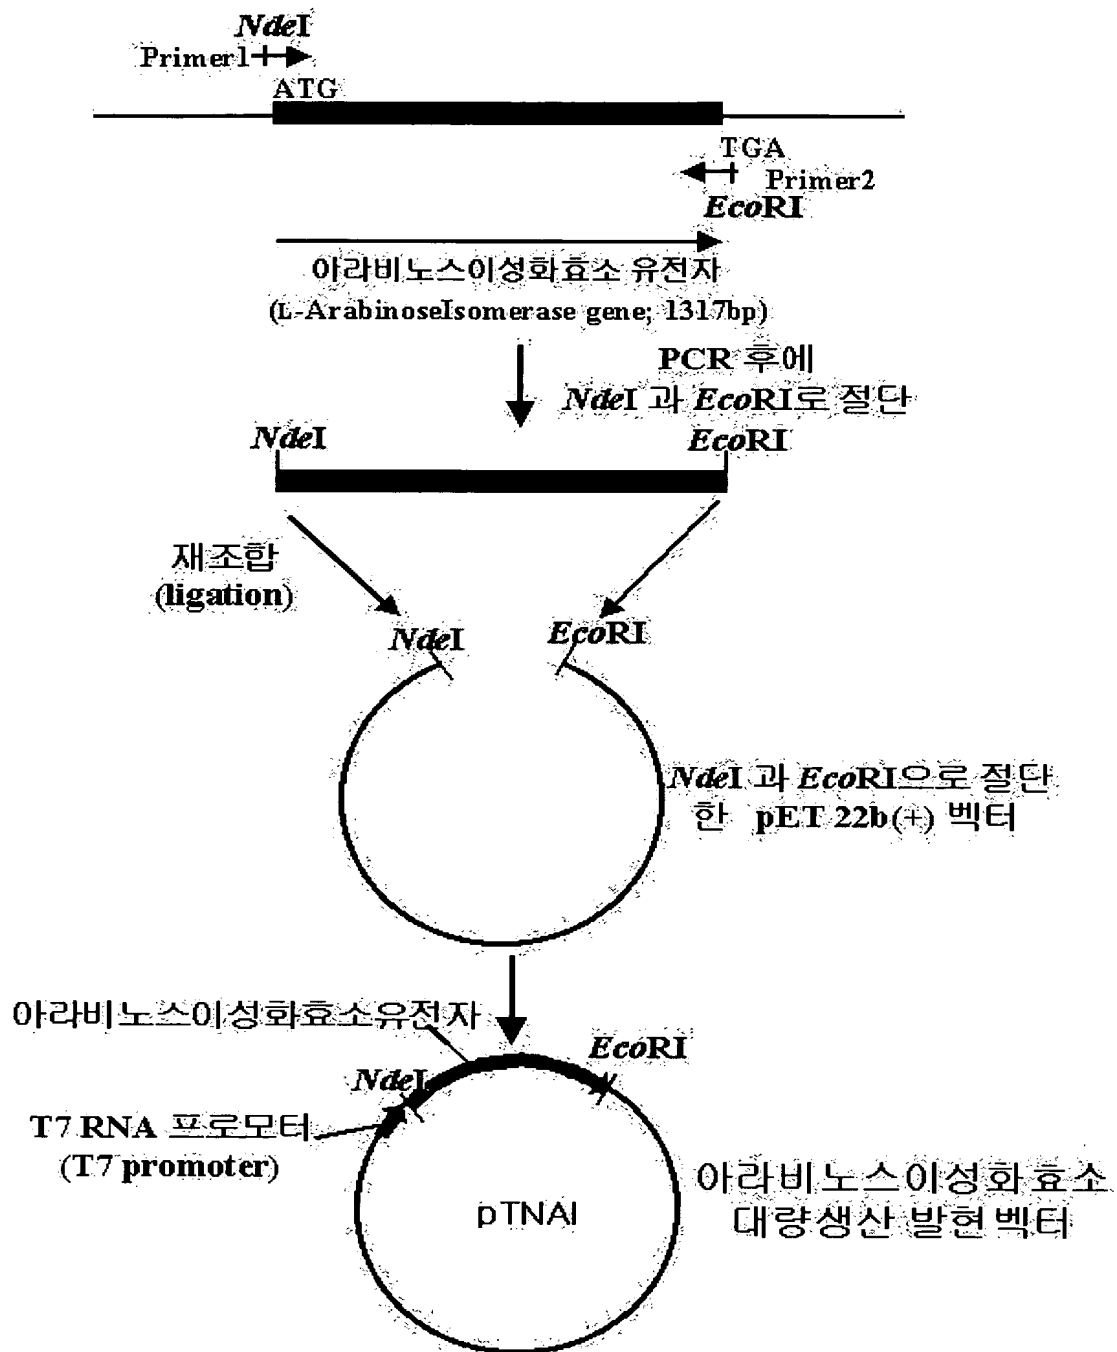 NdeI
Primer1
ATG
TGA
Primer2
EcoRI
아라비노스이성화효소 유전자
(L-ArabinoseIsomerase gene; 1317bp)
PCR 후에
NdeI 과 EcoRI로 절단
NdeI
EcoRI
재조합
(ligation)
NdeI
EcoRI
NdeI 과 EcoRI으로 절단
한 pET 22b(+) 벡터
아라비노스이성화효소유전자
EcoRI
NdeI
T7 RNA 프로모터
(T7 promoter)
아라비노스이성화효소
대량생산 발현벡터
pTNAI